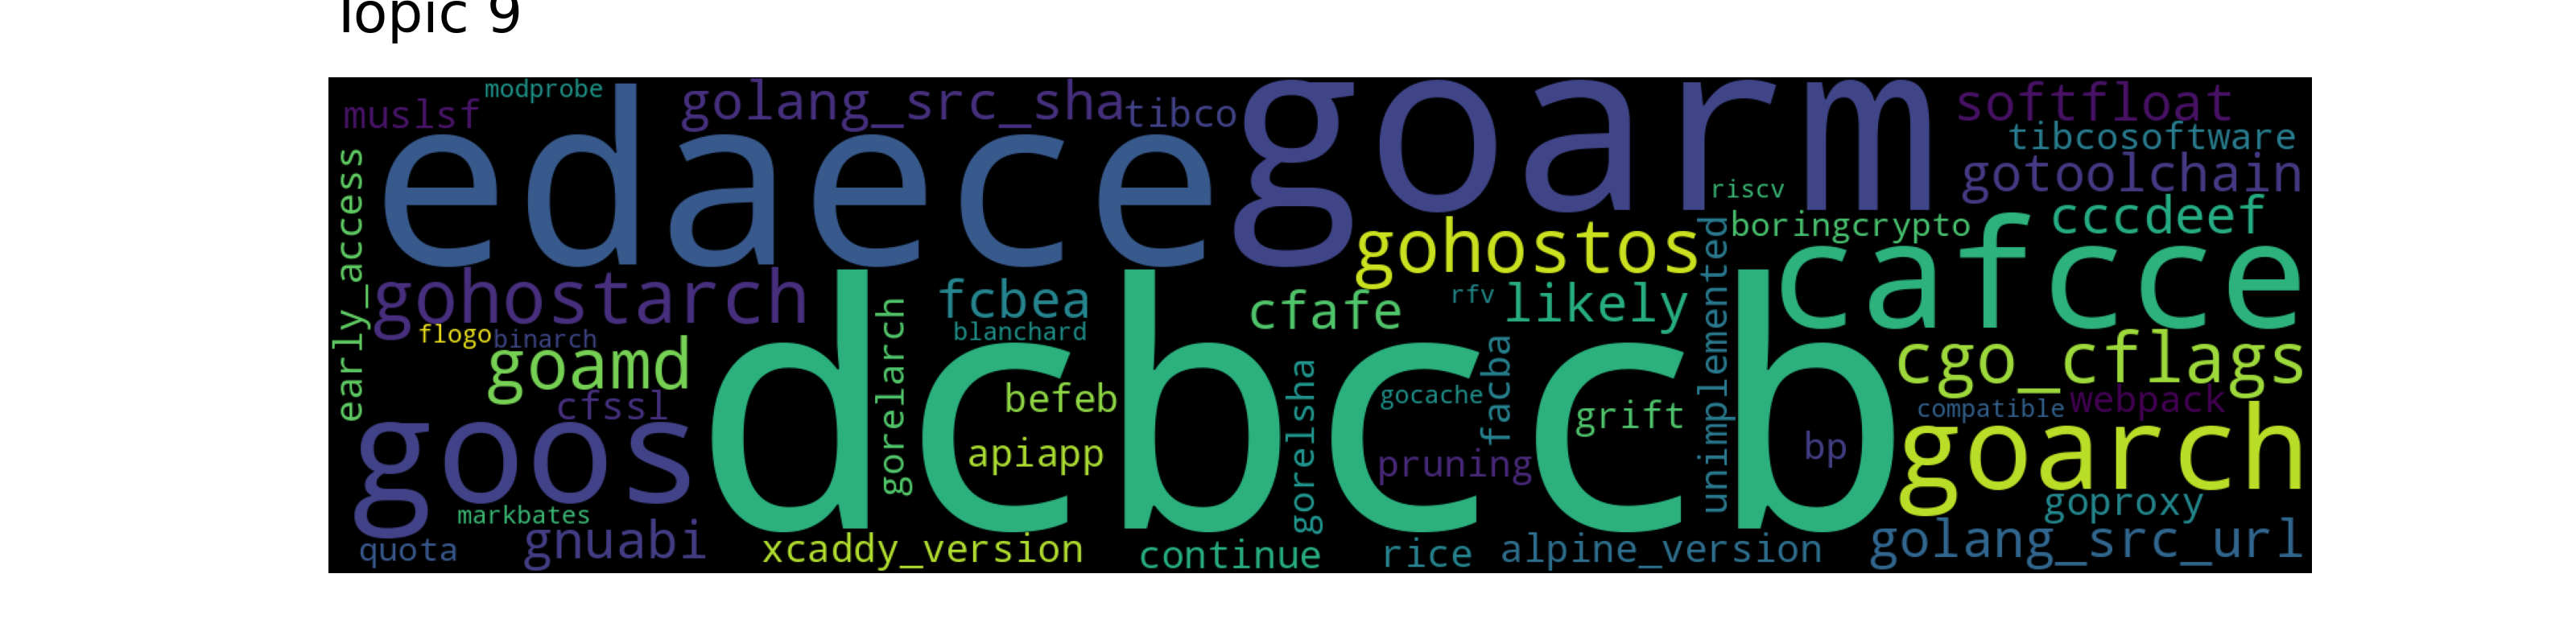 Topic 9
modprobe
muslsf
golang_src_sha
tibco
goarm
softfloat
tibcosoftware
edaece
gotoolchain
early_access
riscv
boringcrypto
cccdeef
gohostos
cafcce
gohostarch
fcbea
cfafe
rfv
likely
unimplemented
flogo
binarch
blanchard
goamd
gorelarch
dcbccb
cgo_cflags
befeb
gocache
facba
grift
compatible
webpack
cfssl
goos
apiapp
gorelsha
pruning
bp
goarch
markbates
goproxy
quota
gnuabi
xcaddy_version
continue
rice
alpine_version
golang_src_url